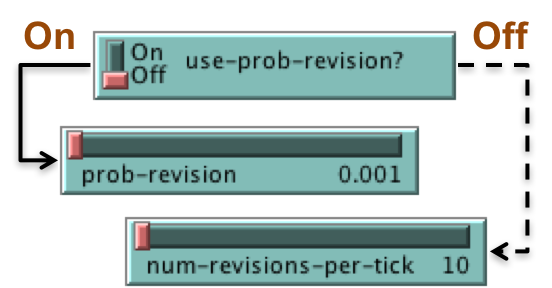 On Off
On
Off use-prob-revision?
prob-revision 0.001
num-revisions-per-tick 10